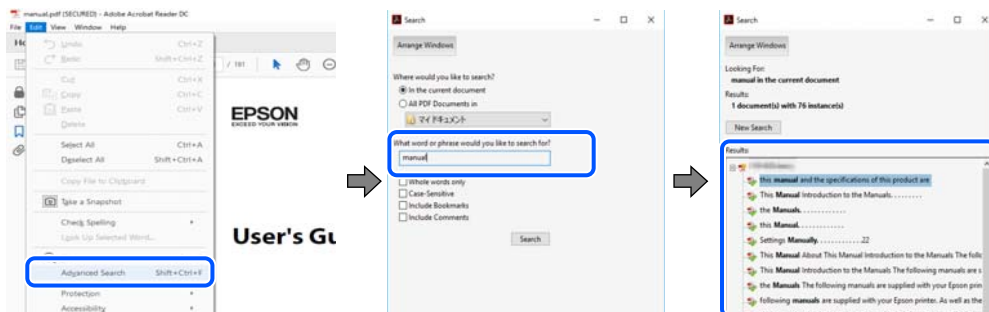 manual.pdf (SECURED) - Adobe Acrobat Reader DC
File Edit View Window Help
Undo Ctrl+Z
Redo Shift+Ctrl+Z
/ 191
Cut Ctrl+X
Copy Ctrl+C
Paste Ctrl+V
Delete
Select All Ctrl+A
Deselect All Shift+Ctrl+A
Copy File to Clipboard
Take a Snapshot
Check Spelling
Look Up Selected Word...
Advanced Search Shift+Ctrl+F
Protection
Accessibility
EPSON
EXCEED YOUR VISION
User's Gu
Search
Arrange Windows
Where would you like to search?
In the current document
All PDF Documents in
マイ ドキュメント
What word or phrase would you like to search for?
manual
Whole words only
Case-Sensitive
Include Bookmarks
Include Comments
Search
Search
Arrange Windows
Looking For:
manual in the current document
Results:
1 document(s) with 76 instance(s)
New Search
Results
this manual and the specifications of this product are
This Manual Introduction to the Manuals. . . . . . . . .
the Manuals. . . . . . . . . . . . .
this Manual. . . . . . . . . . . . .
Settings Manually. . . . . . . . . . . . .22
This Manual About This Manual Introduction to the Manuals The follo
This Manual Introduction to the Manuals The following manuals are s
the Manuals The following manuals are supplied with your Epson prin
following manuals are supplied with your Epson printer. As well as the